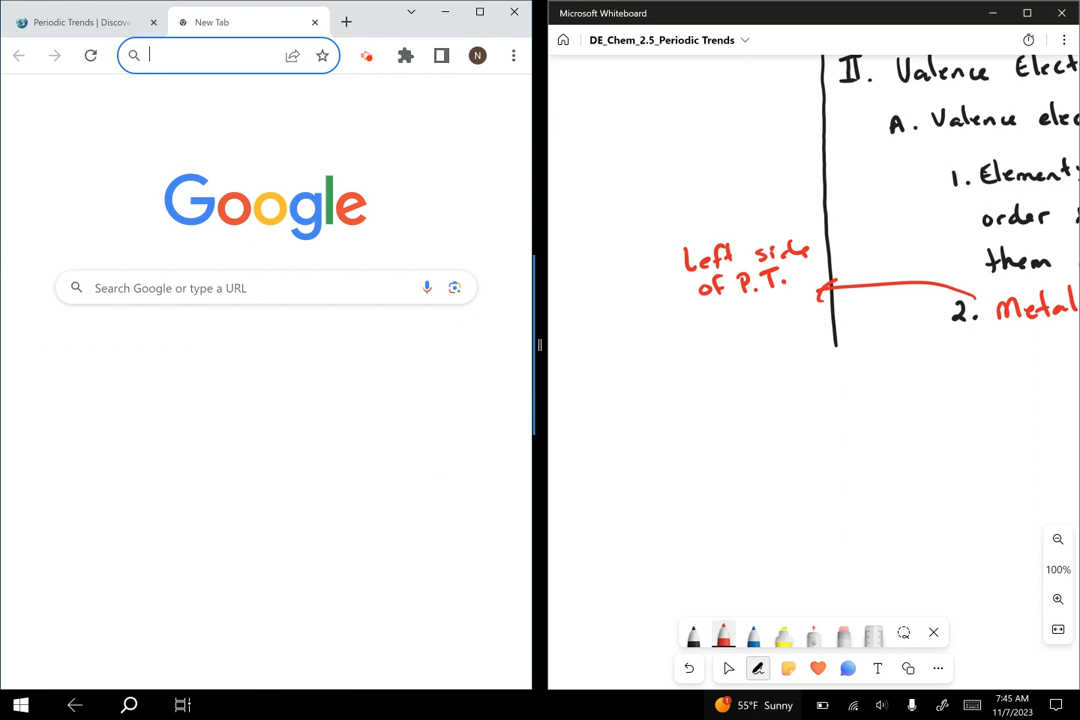 Periodic Trends | Discove
New Tab
Google
Search Google or type a URL
Microsoft Whiteboard
DE_Chem_2.5_Periodic Trends
II. Valence Elect
A. Valence elec
1. Element
order
them
Left side
of P.T.
2. Metal
100%
N
1
55°F Sunny
7:45 AM
11/7/2023